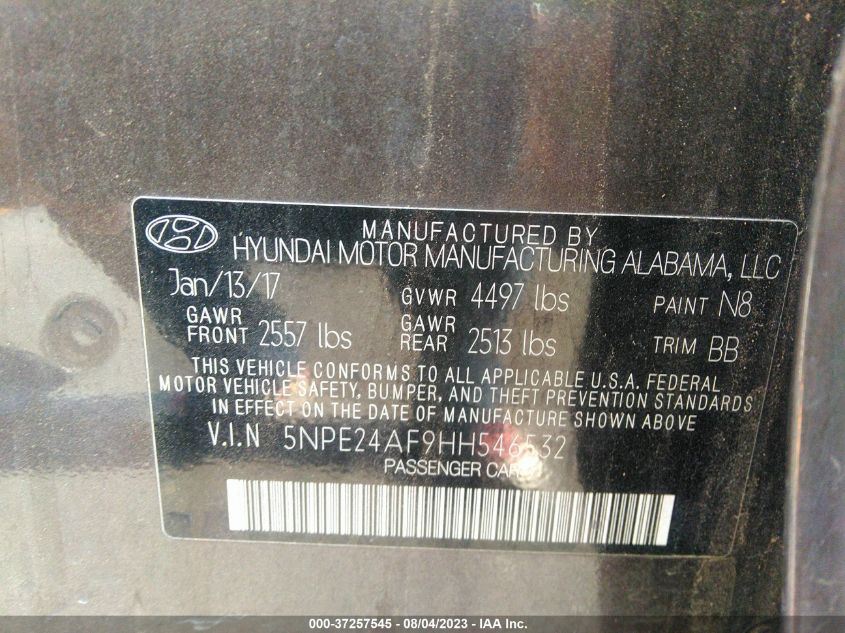 MANUFACTURED BY
HYUNDAI MOTOR MANUFACTURING ALABAMA, LLC
Jan/13/17 GVWR 4497 lbs PAINT N8
GAWR FRONT 2557 lbs GAWR REAR 2513 lbs TRIM BB
THIS VEHICLE CONFORMS TO ALL APPLICABLE U.S.A. FEDERAL
MOTOR VEHICLE SAFETY, BUMPER, AND THEFT PREVENTION STANDARDS
IN EFFECT ON THE DATE OF MANUFACTURE SHOWN ABOVE
V.I.N 5NPE24AF9HH546532
PASSENGER CAR
000-37257545 - 08/04/2023 - IAA Inc.